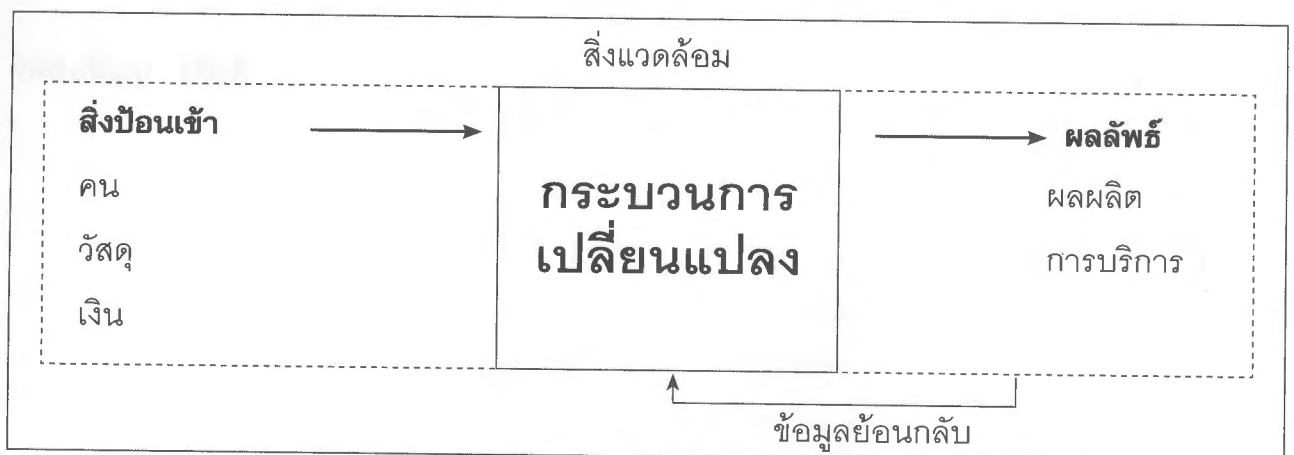 สิ่งแวดล้อม
สิ่งป้อนเข้า
คน
วัสดุ
เงิน
กระบวนการ
เปลี่ยนแปลง
ผลลัพธ์
ผลผลิต
การบริการ
ข้อมูลย้อนกลับ